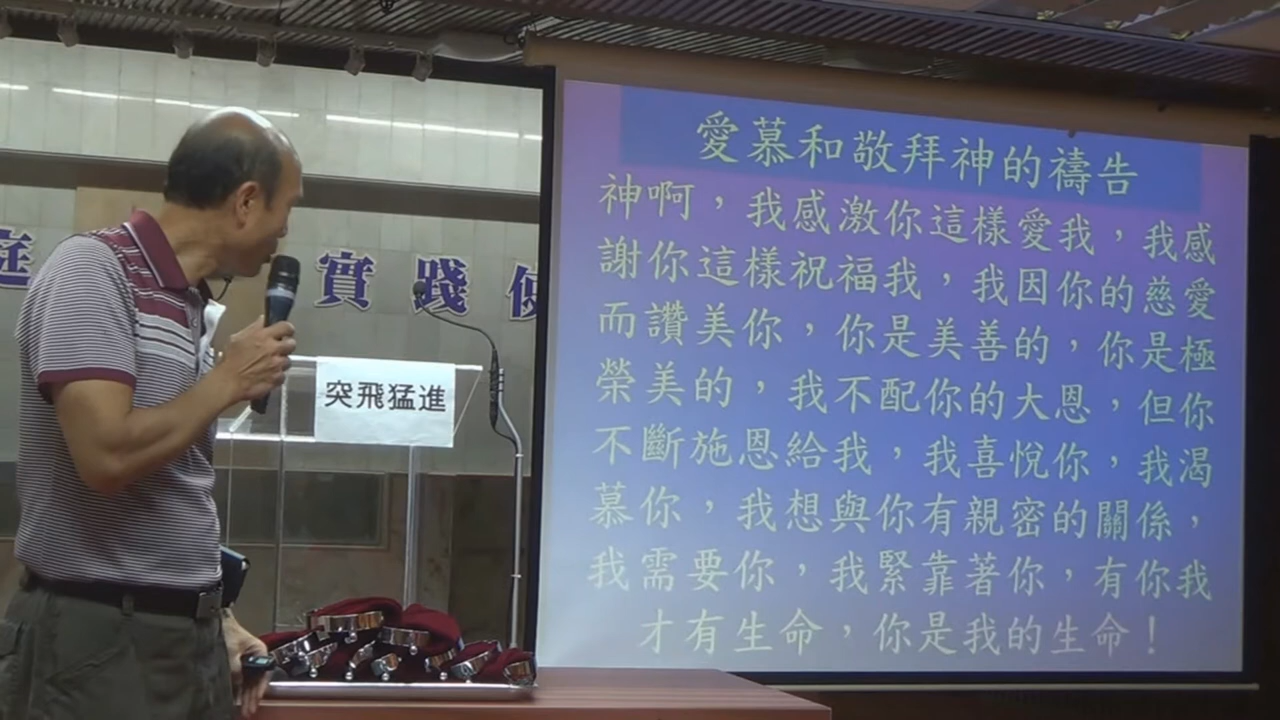 愛慕和敬拜神的禱告
神啊，我感激你這樣愛我，我感
謝你這樣祝福我，我因你的慈愛
而讚美你，你是美善的，你是極
榮美的，我不配你的大恩，但你
不斷施恩給我，我喜悅你，我渴
慕你，我想與你有親密的關係，
我需要你，我緊靠著你，有你我
才有生命，你是我的生命！
庭 實踐使
突飛猛進